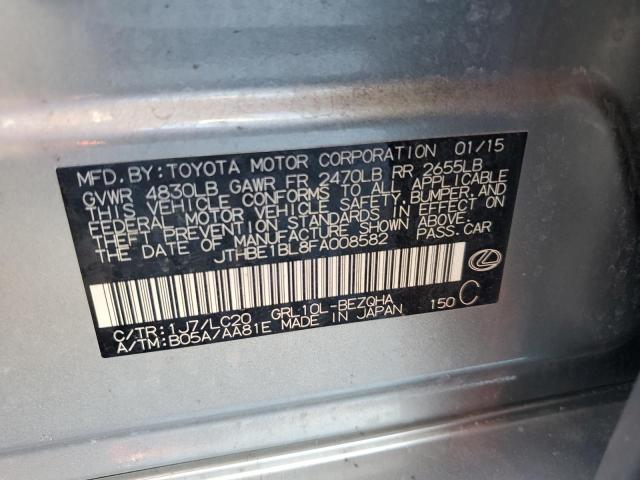 MFD. BY: TOYOTA MOTOR CORPORATION 01/15
GVWR 4830LB GAWR FR 2470LB RR 2655LB
THIS VEHICLE CONFORMS TO ALL APPLICABLE
FEDERAL MOTOR VEHICLE SAFETY, BUMPER, AND
THEFT PREVENTION STANDARDS IN EFFECT ON
THE DATE OF MANUFACTURE SHOWN ABOVE.
JTHBE1BL8FA008582 PASS. CAR
C/TR: 1J7/LC20 GRL10L-BEZQHA 150 C
A/TM: B05A/AA81E MADE IN JAPAN